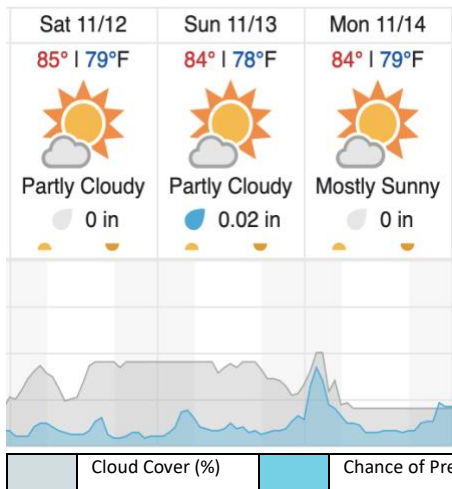 Sat 11/12 Sun 11/13 Mon 11/14
85° | 79°F 84° | 78°F 84° | 79°F
Partly Cloudy Partly Cloudy Mostly Sunny
0 in 0.02 in 0 in
Cloud Cover (%) Chance of Pre